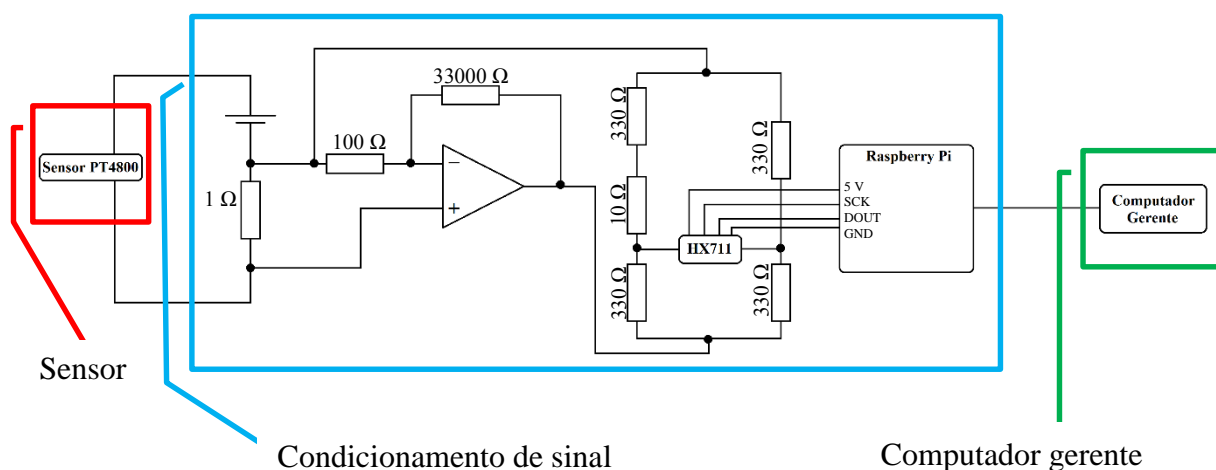 33000 Ω
100 Ω
1 Ω
Sensor PT4800
330 Ω
330 Ω
10 Ω
330 Ω
330 Ω
HX711
Raspberry Pi
5 V
SCK
DOUT
GND
Computador
Gerente
Sensor
Condicionamento de sinal
Computador gerente